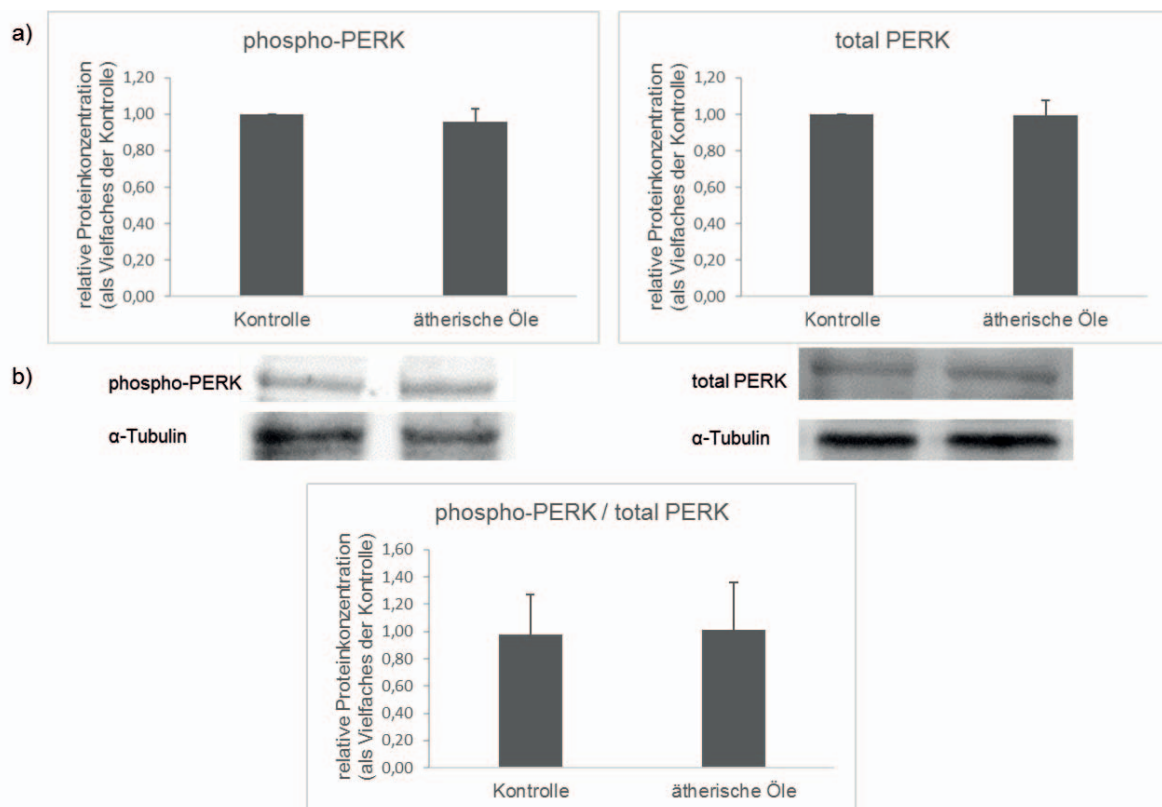 a)
phospho-PERK
relative Proteinkonzentration
(als Vielfaches der Kontrolle)
1,20
1,00
0,80
0,60
0,40
0,20
0,00
Kontrolle
ätherische Öle
total PERK
relative Proteinkonzentration
(als Vielfaches der Kontrolle)
1,20
1,00
0,80
0,60
0,40
0,20
0,00
Kontrolle
ätherische Öle
b)
phospho-PERK
α-Tubulin
total PERK
α-Tubulin
phospho-PERK / total PERK
relative Proteinkonzentration
(als Vielfaches der Kontrolle)
1,60
1,40
1,20
1,00
0,80
0,60
0,40
0,20
0,00
Kontrolle
ätherische Öle